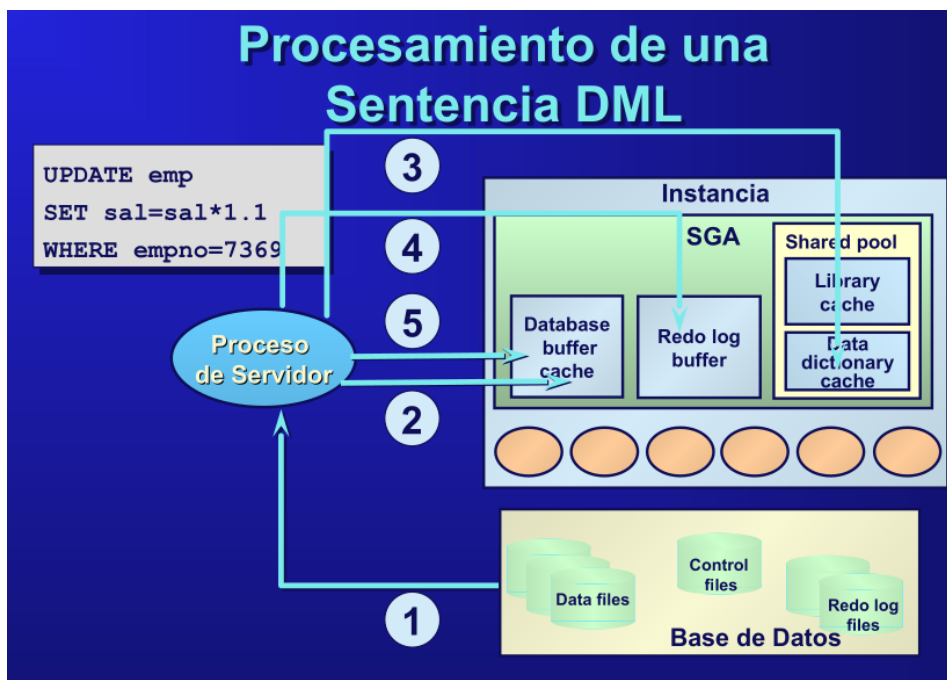 Procesamiento de una
Sentencia DML
UPDATE emp
SET sal=sal*1.1
WHERE empno=7369
3
4
5
2
1
Proceso
de Servidor
Instancia
SGA
Shared pool
Library
cache
Data
dictionary
cache
Database
buffer
cache
Redo log
buffer
Data files
Control
files
Redo log
files
Base de Datos